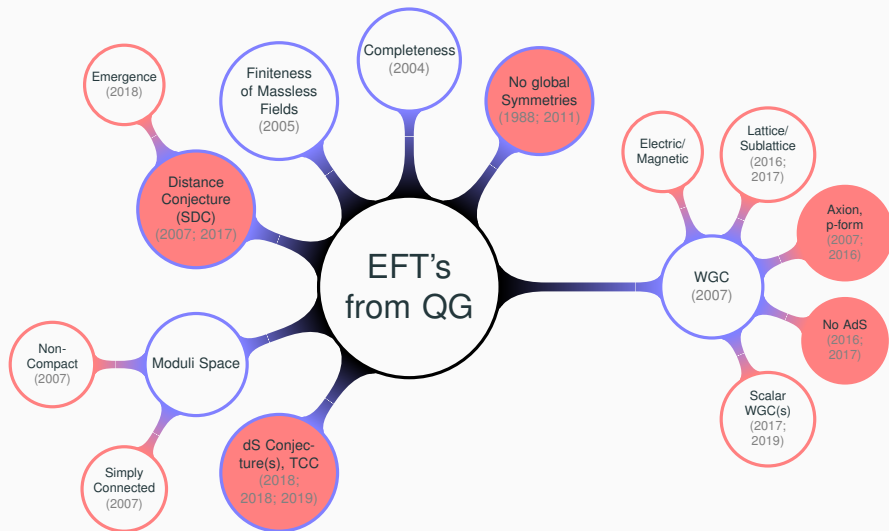 Completeness
(2004)
Emergence
(2018)
Finiteness
of Massless
Fields
(2005)
No global
Symmetries
(1988; 2011)
Electric/
Magnetic
Lattice/
Sublattice
(2016;
2017)
Distance
Conjecture
(SDC)
(2007; 2017)
Axion,
p-form
(2007;
2016)
EFT's
from QG
WGC
(2007)
No AdS
(2016;
2017)
Non-
Compact
(2007)
Moduli Space
Scalar
WGC(s)
(2017;
2019)
dS Conjec-
ture(s), TCC
(2018;
2018; 2019)
Simply
Connected
(2007)